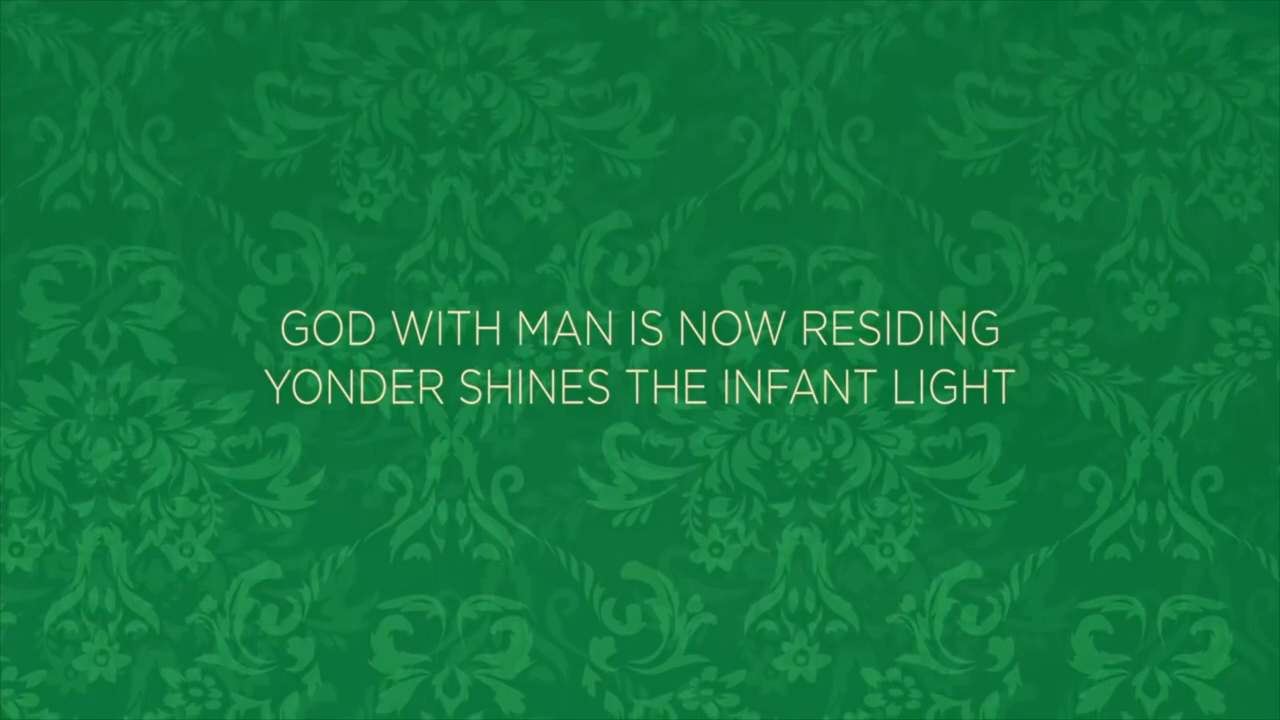 GOD WITH MAN IS NOW RESIDING
YONDER SHINES THE INFANT LIGHT